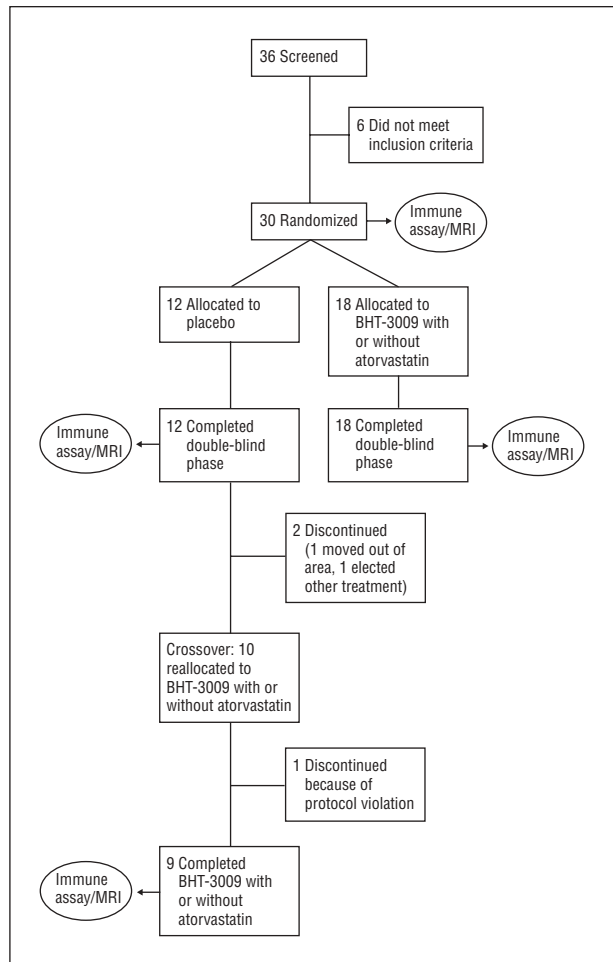 36 Screened
6 Did not meet
inclusion criteria
30 Randomized
Immune
assay/MRI
12 Allocated to
placebo
18 Allocated to
BHT-3009 with
or without
atorvastatin
Immune
assay/MRI
12 Completed
double-blind
phase
18 Completed
double-blind
phase
Immune
assay/MRI
2 Discontinued
(1 moved out of
area, 1 elected
other treatment)
Crossover: 10
reallocated to
BHT-3009 with or
without atorvastatin
1 Discontinued
because of
protocol violation
Immune
assay/MRI
9 Completed
BHT-3009 with
or without
atorvastatin